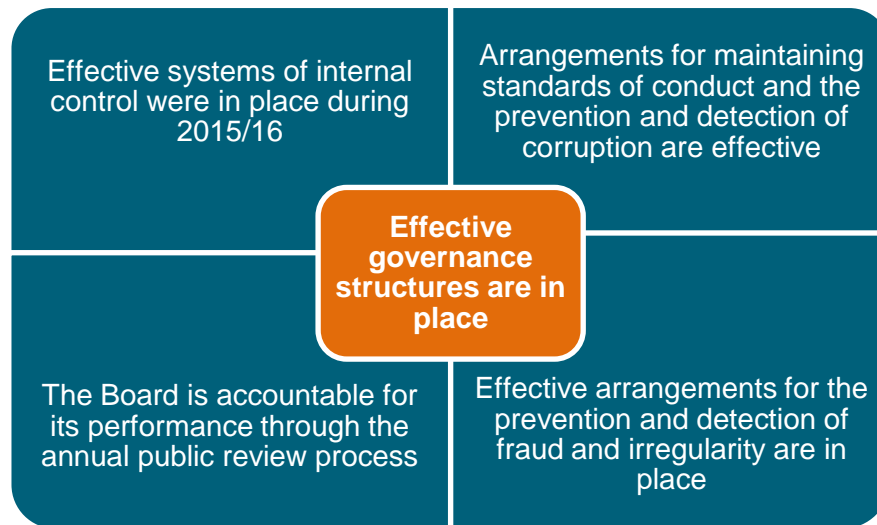 Effective systems of internal
control were in place during
2015/16
Arrangements for maintaining
standards of conduct and the
prevention and detection of
corruption are effective
Effective
governance
structures are in
place
The Board is accountable for
its performance through the
annual public review process
Effective arrangements for the
prevention and detection of
fraud and irregularity are in
place